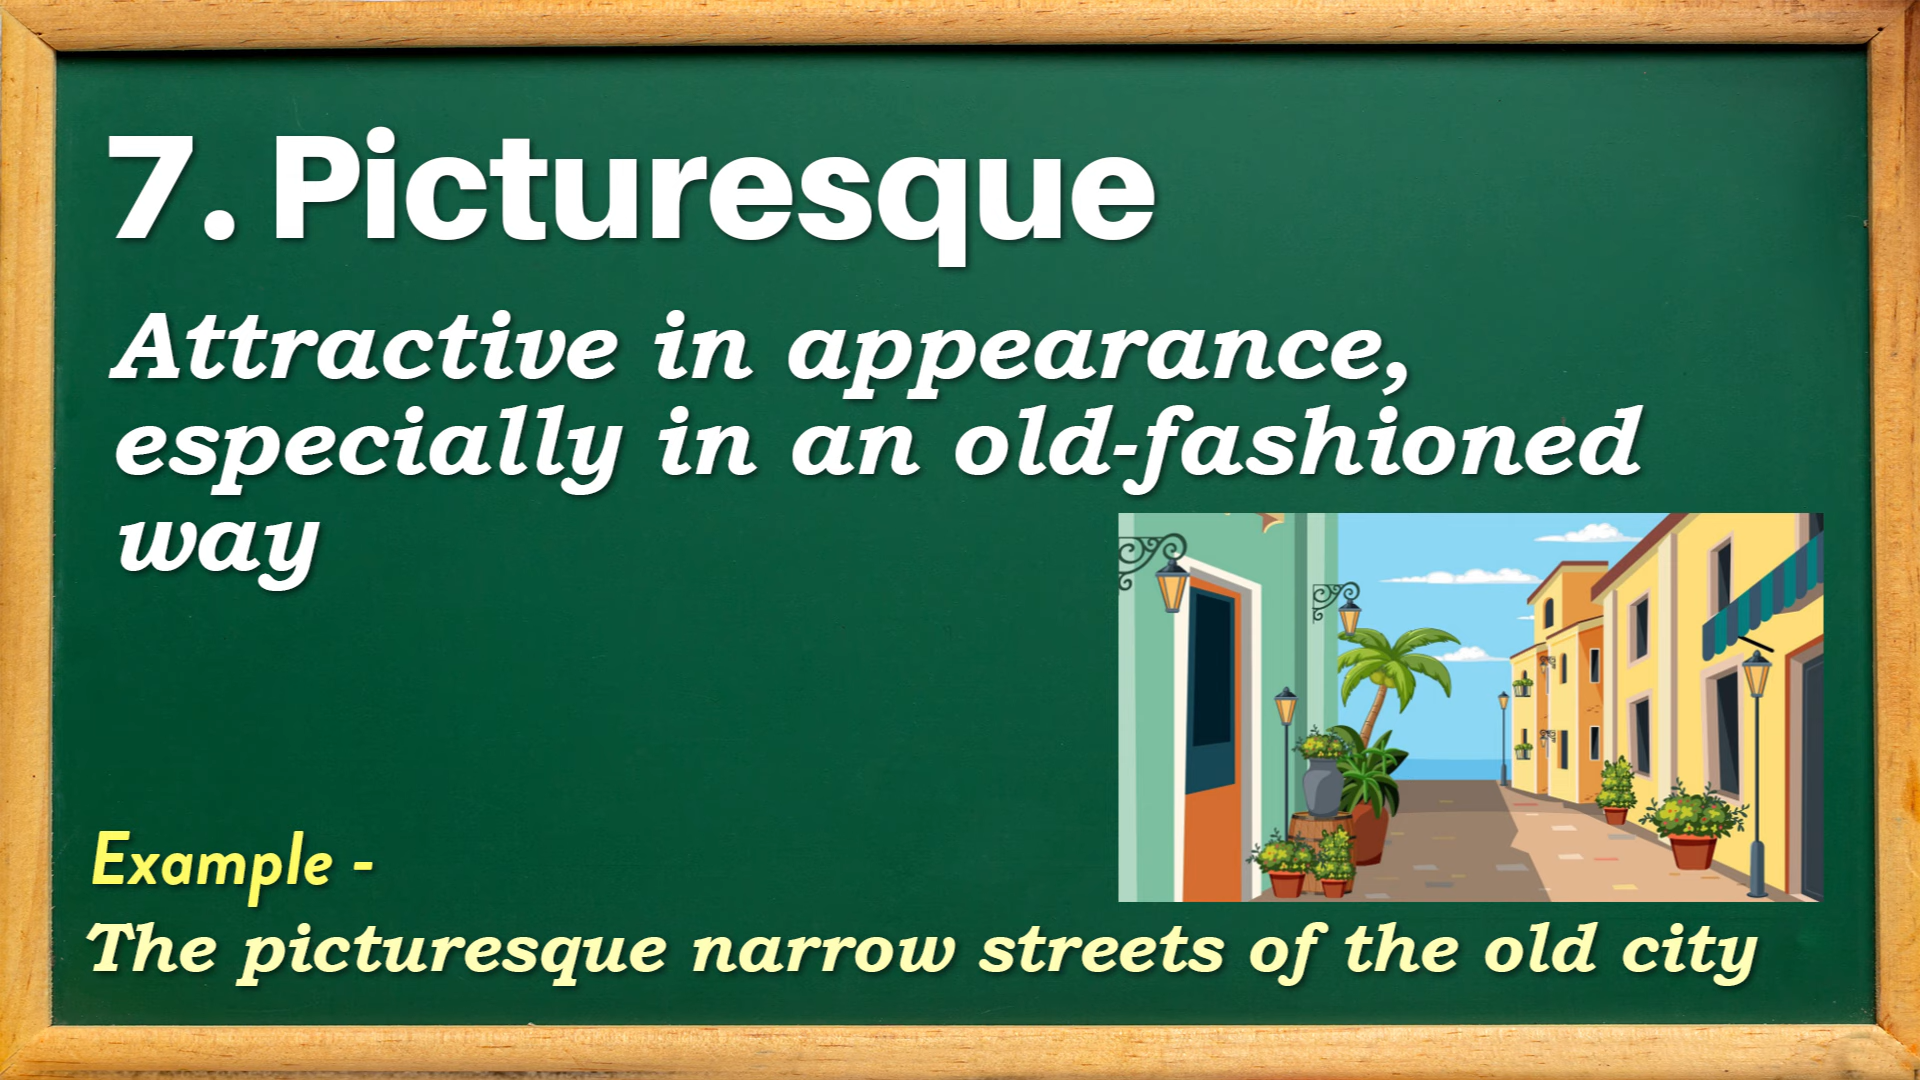 7. Picturesque
Attractive in appearance,
especially in an old-fashioned
way
Example -
The picturesque narrow streets of the old city